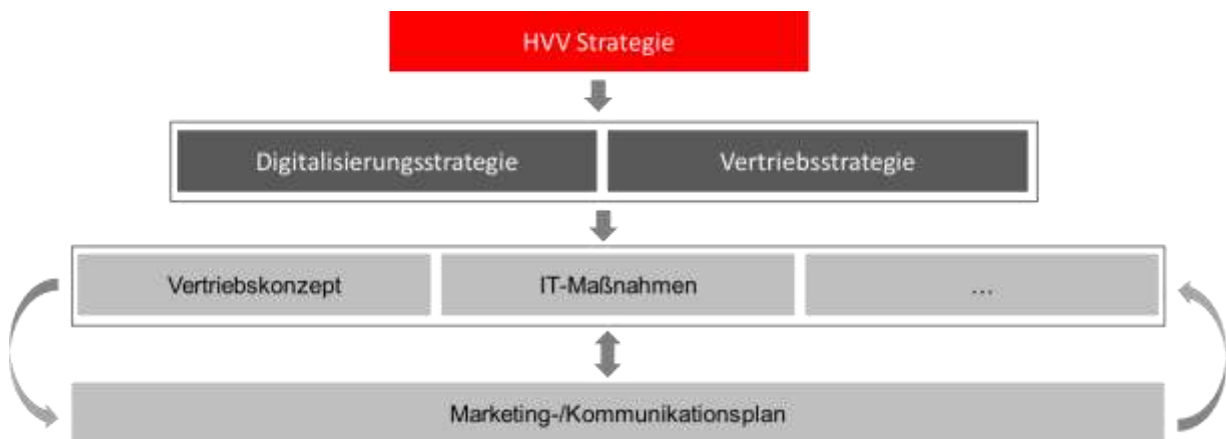 HVV Strategie
Digitalisierungsstrategie
Vertriebsstrategie
Vertriebskonzept
IT-Maßnahmen
…
Marketing-/Kommunikationsplan